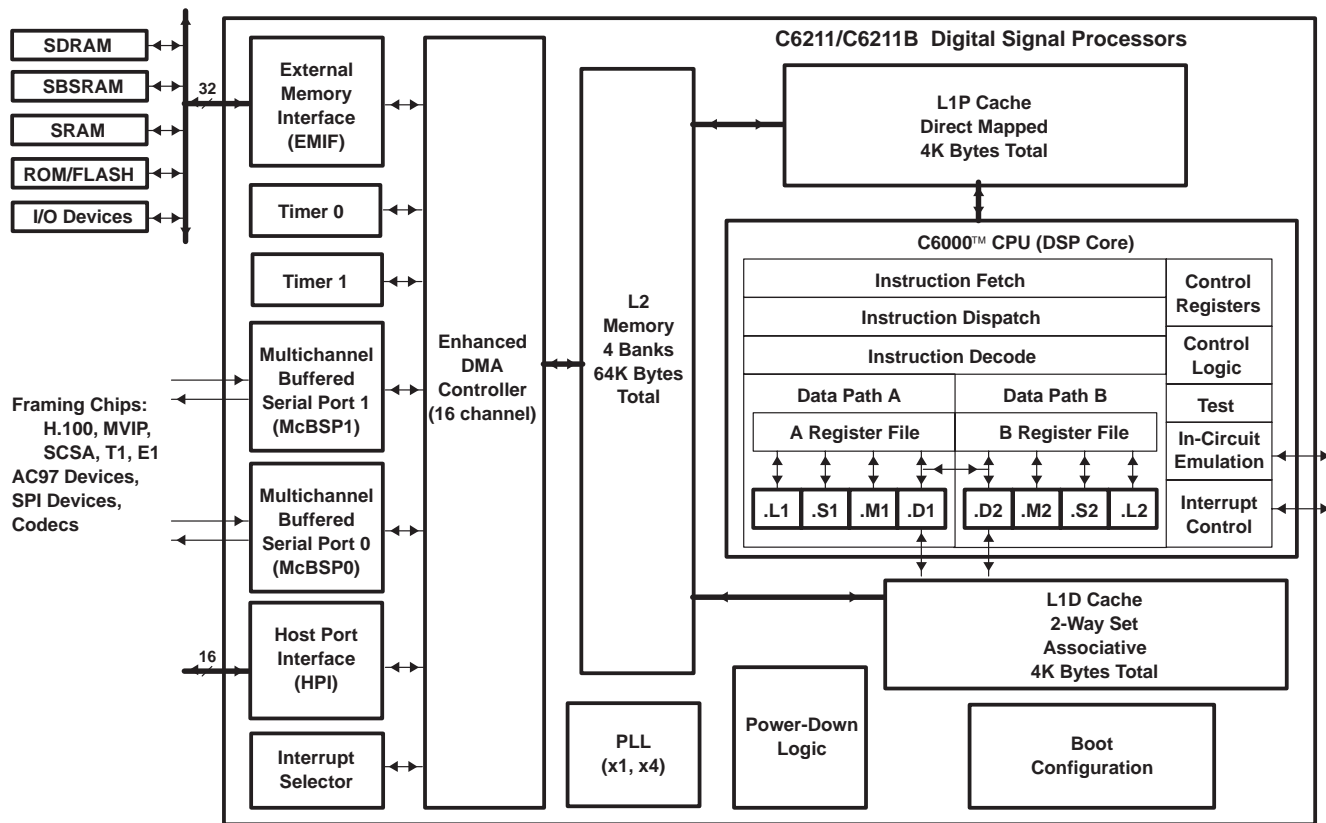 C6211/C6211B Digital Signal Processors
SDRAM
SBSRAM
SRAM
ROM/FLASH
I/O Devices
32
External
Memory
Interface
(EMIF)
Timer 0
Timer 1
Framing Chips:
H.100, MVIP,
SCSA, T1, E1
AC97 Devices,
SPI Devices,
Codecs
Multichannel
Buffered
Serial Port 1
(McBSP1)
Multichannel
Buffered
Serial Port 0
(McBSP0)
16
Host Port
Interface
(HPI)
Interrupt
Selector
Enhanced
DMA
Controller
(16 channel)
L2
Memory
4 Banks
64K Bytes
Total
L1P Cache
Direct Mapped
4K Bytes Total
C6000™ CPU (DSP Core)
Instruction Fetch
Instruction Dispatch
Instruction Decode
Control
Registers
Control
Logic
Test
In-Circuit
Emulation
Interrupt
Control
Data Path A
A Register File
.L1 .S1 .M1 .D1
Data Path B
B Register File
.D2 .M2 .S2 .L2
L1D Cache
2-Way Set
Associative
4K Bytes Total
PLL
(x1, x4)
Power-Down
Logic
Boot
Configuration